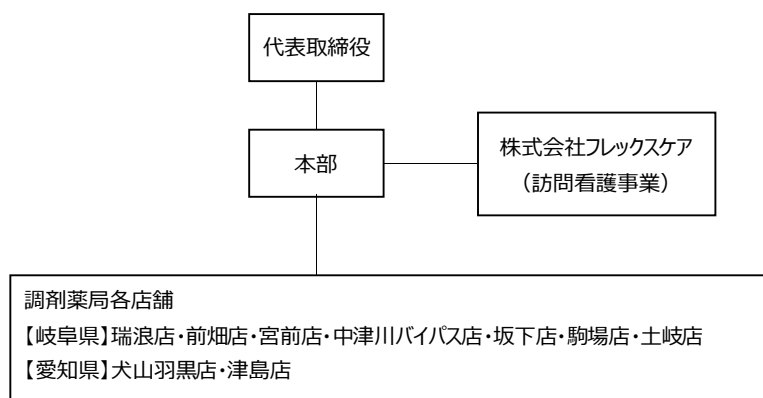 代表取締役
本部
株式会社フレックスケア
（訪問看護事業）
調剤薬局各店舗
【岐阜県】瑞浪店・前畑店・宮前店・中津川バイパス店・坂下店・駒場店・土岐店
【愛知県】犬山羽黒店・津島店